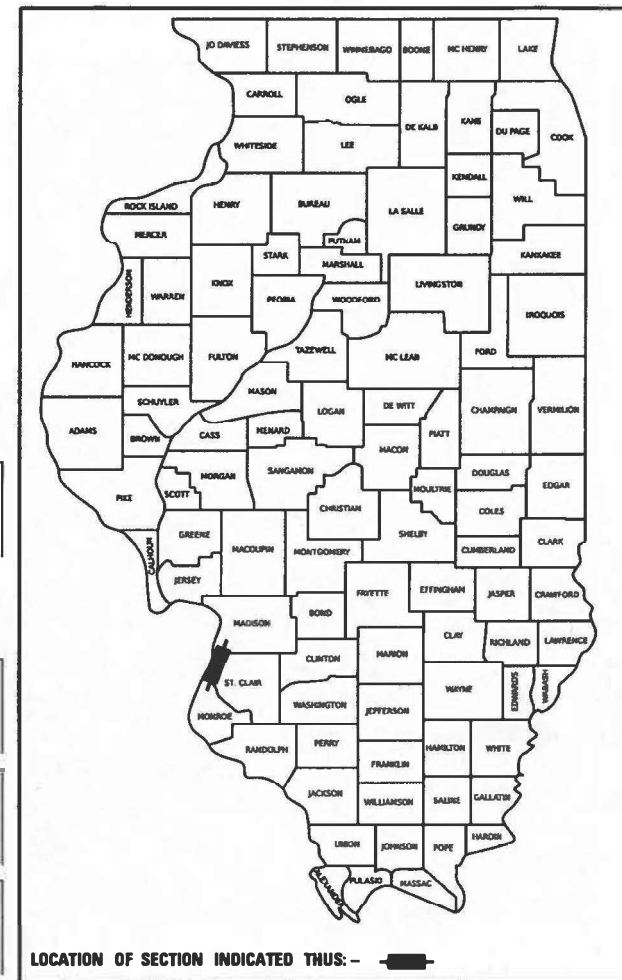 JO DAVIESS STEPHENSON WINNEBAGO BOONE MC HENRY LAKE
CARROLL OGLE DE KALB KANE DU PAGE COOK
WHITESIDE LEE
KENDALL
ROCK ISLAND HENRY BUREAU LA SALLE WILL
MERCER GRUNDY
PUTNAM
STARK MARSHALL KANKAKEE
HENDERSON WARREN KNOX PEORIA WOODFORD LIVINGSTON
IROQUOIS
HANCOCK MC DONOUGH FULTON TAZEWELL MC LEAN FORD
MASON
SCHUYLER LOGAN DE WITT CHAMPAIGN VERMILION
ADAMS BROWN CASS MENARD MACON PIATT
MORGAN SANGAMON DOUGLAS EDGAR
PIKE SCOTT CHRISTIAN MOULTRIE COLES
GREENE MACOUPIN MONTGOMERY SHELBY CLARK
CALHOUN CUMBERLAND
JERSEY FAYETTE EFFINGHAM JASPER CRAWFORD
MADISON BOND
CLAY RICHLAND LAWRENCE
CLINTON MARION
ST. CLAIR WAYNE EDWARDS WABASH
MONROE WASHINGTON JEFFERSON
RANDOLPH PERRY HAMILTON WHITE
FRANKLIN
JACKSON WILLIAMSON SALINE GALLATIN
HARDIN
UNION JOHNSON POPE
ALEXANDER PULASKI MASSAC
LOCATION OF SECTION INDICATED THUS: -